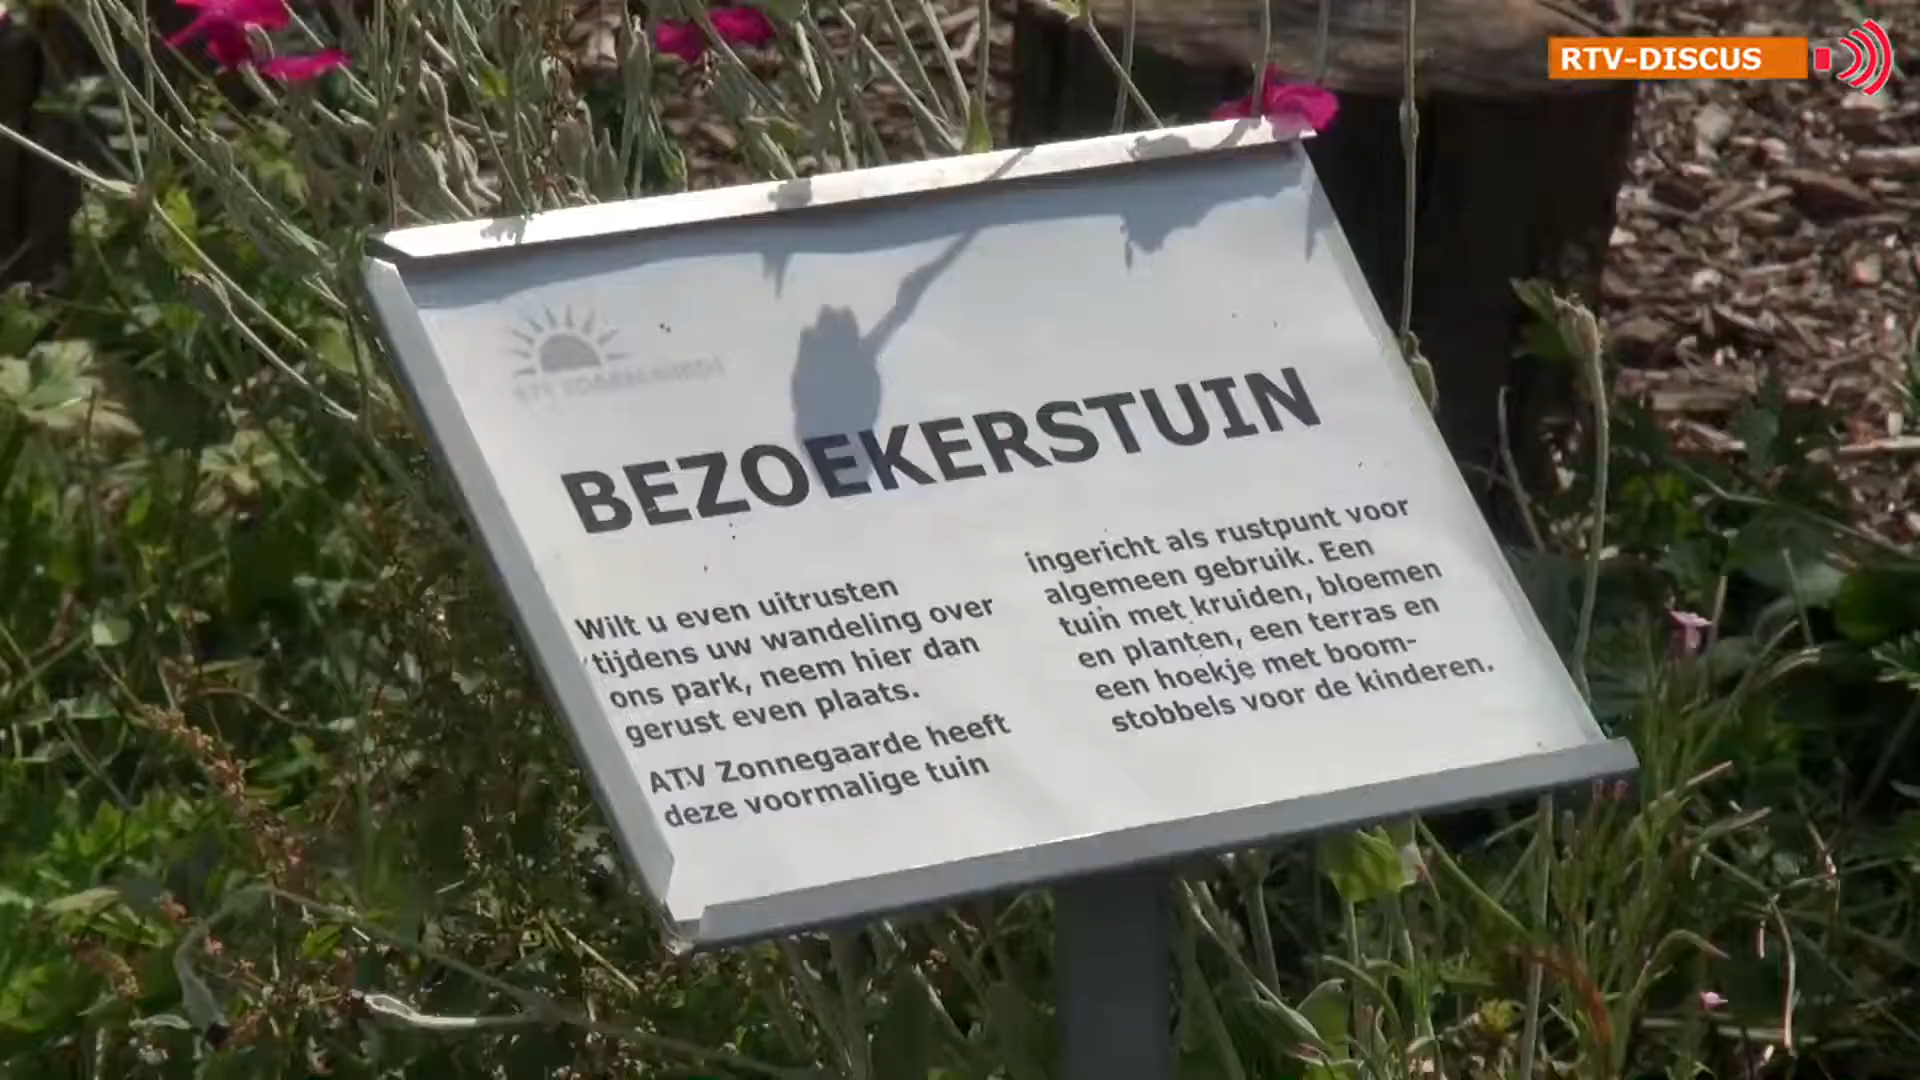 RTV-DISCUS
BEZOEKERSTUIN
Wilt u even uitrusten
tijdens uw wandeling over
ons park, neem hier dan
gerust even plaats.
ATV Zonnegaarde heeft
deze voormalige tuin
ingericht als rustpunt voor
algemeen gebruik. Een
tuin met kruiden, bloemen
en planten, een terras en
een hoekje met boom-
stobbels voor de kinderen.